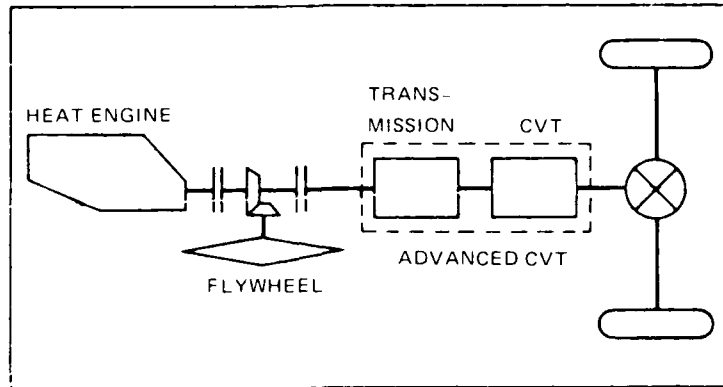 HEAT ENGINE
TRANS-
MISSION
CVT
FLYWHEEL
ADVANCED CVT